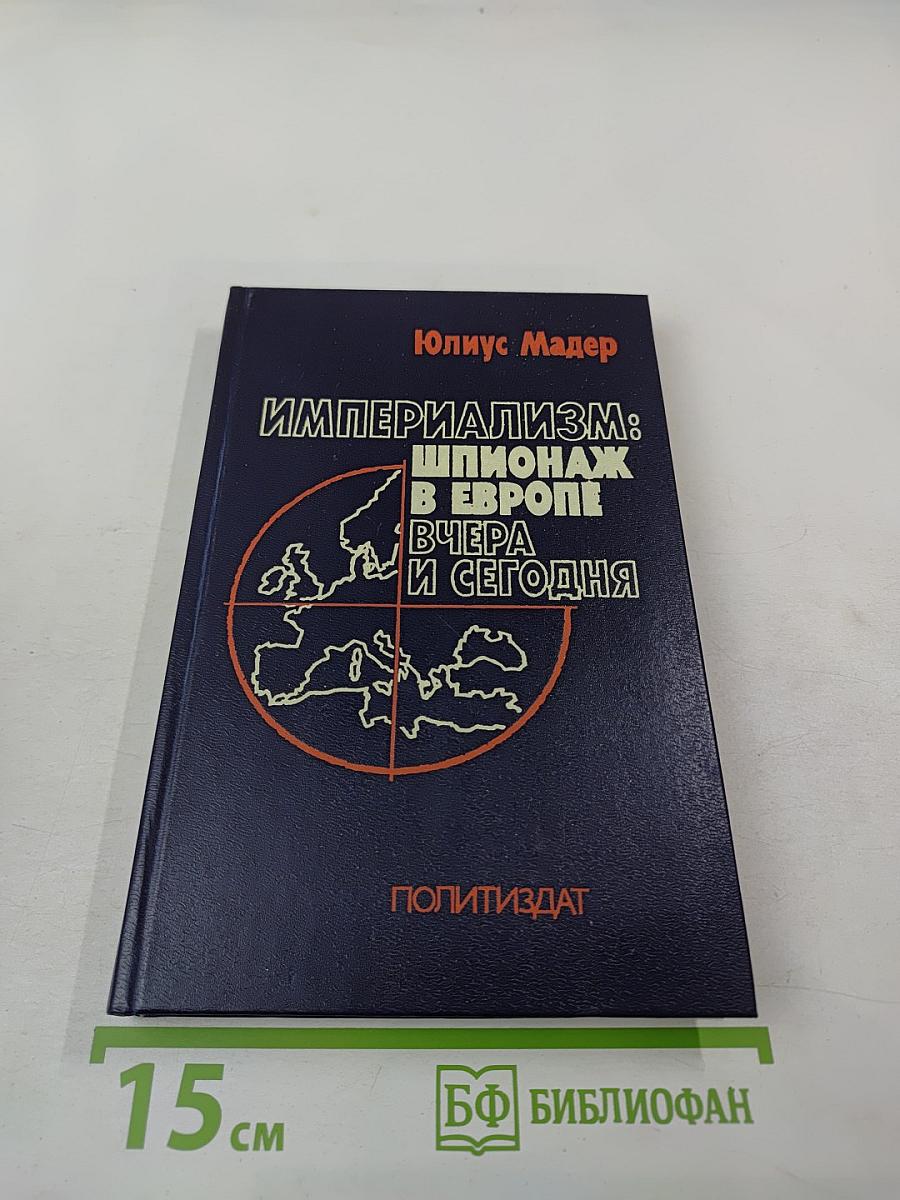 Юлиус Мадер
ИМПЕРИАЛИЗМ:
ШПИОНАЖ
В ЕВРОПЕ
ВЧЕРА
И СЕГОДНЯ
ПОЛИТИЗДАТ
15 см
БФ БИБЛИОФАН